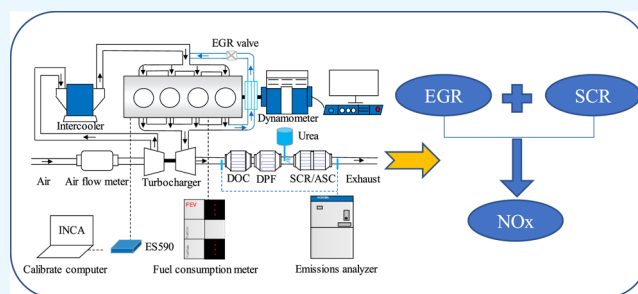 EGR valve
Intercooler
Dynamometer
Urea
Air
Air flow meter
Turbocharger
DOC
DPF
SCR/ASC
Exhaust
INCA
ES590
FEV
Calibrate computer
Fuel consumption meter
Emissions analyzer
EGR
SCR
NOx